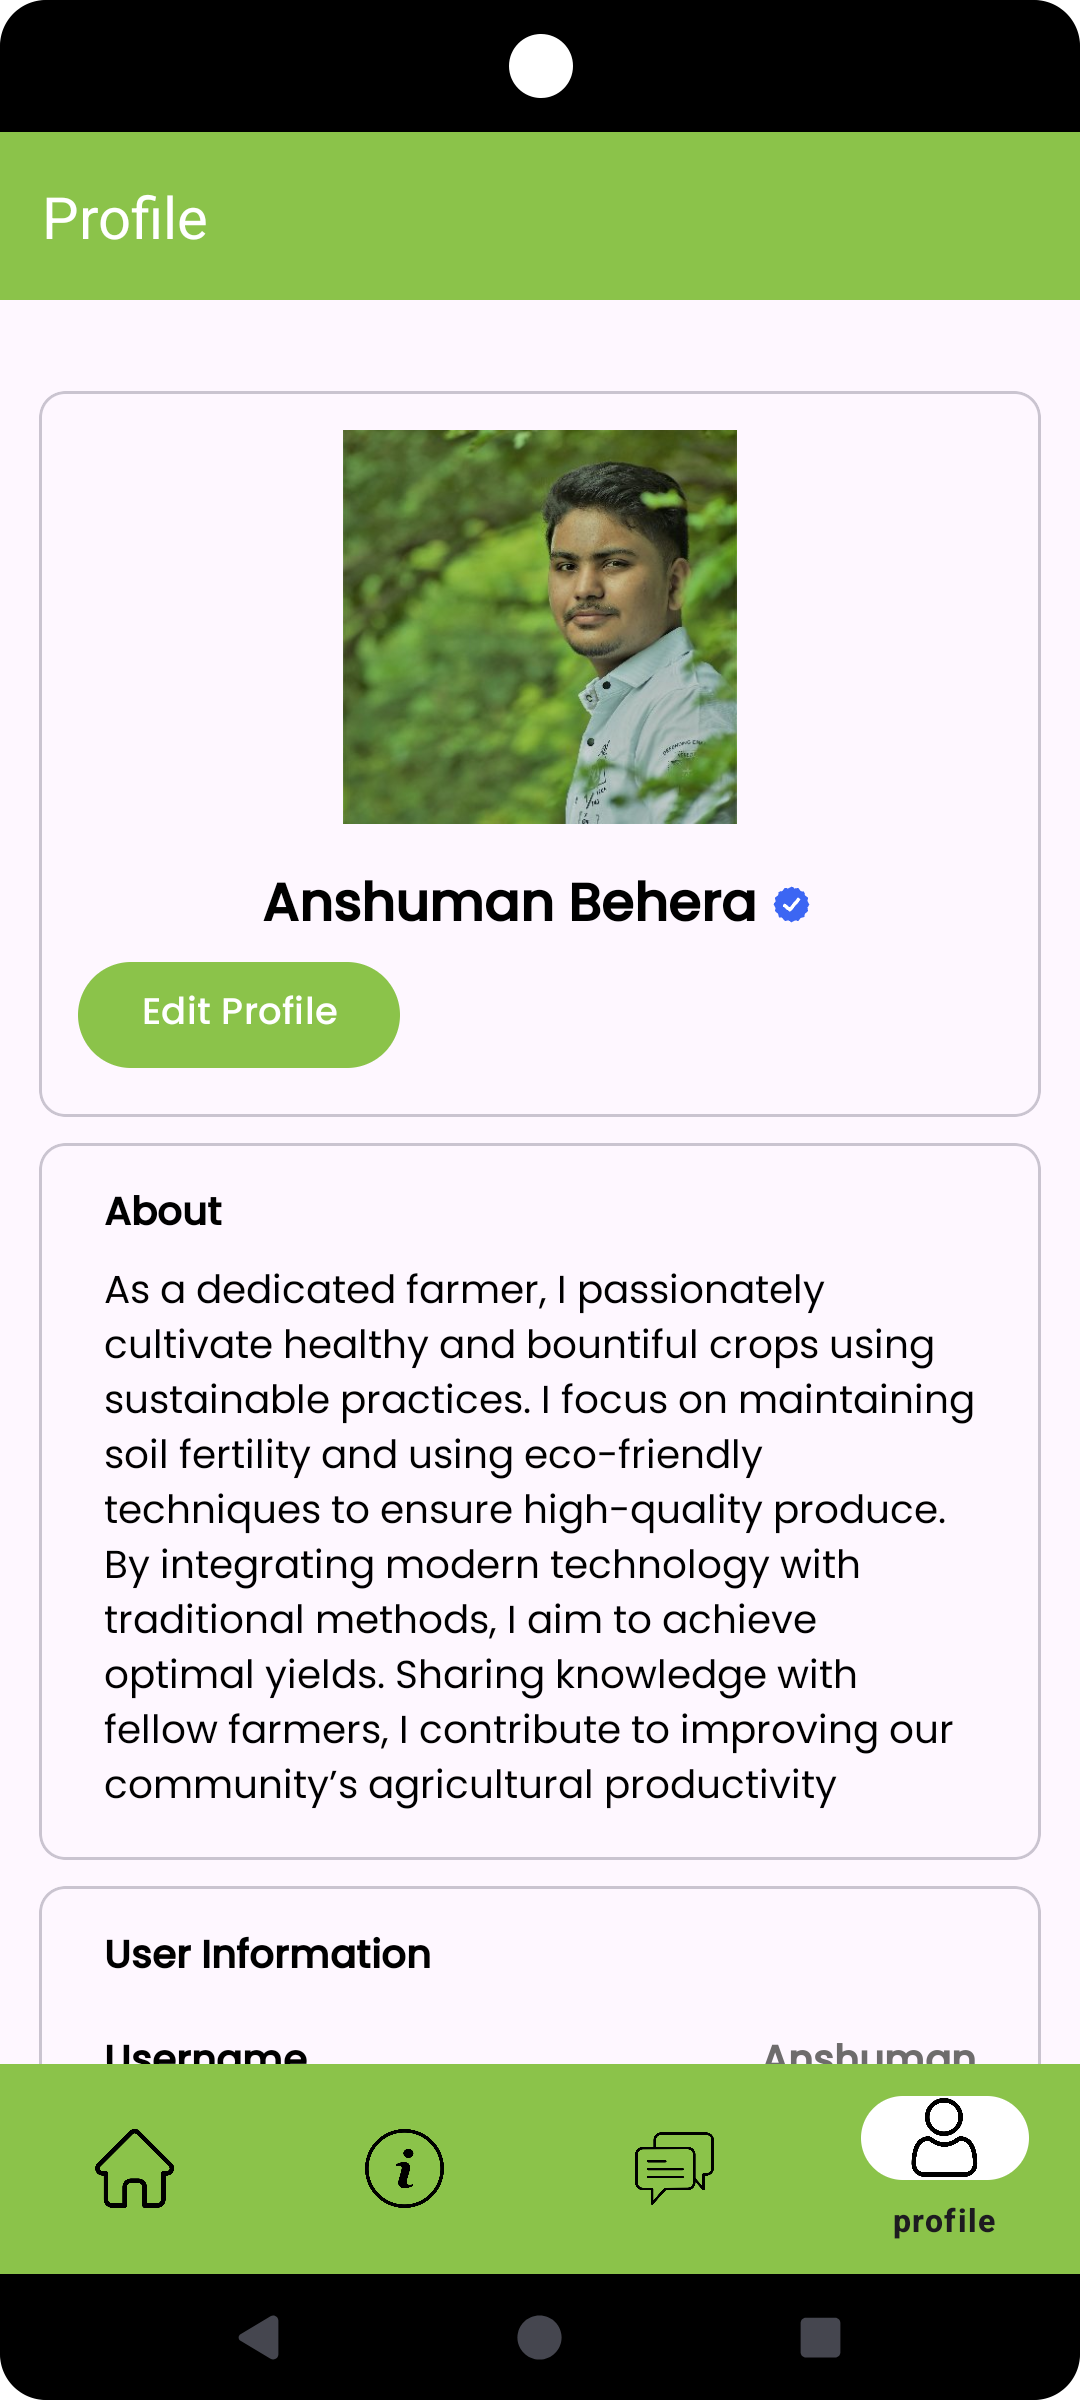 Profile
Anshuman Behera
Edit Profile
About
As a dedicated farmer, I passionately
cultivate healthy and bountiful crops using
sustainable practices. I focus on maintaining
soil fertility and using eco-friendly
techniques to ensure high-quality produce.
By integrating modern technology with
traditional methods, I aim to achieve
optimal yields. Sharing knowledge with
fellow farmers, I contribute to improving our
community’s agricultural productivity
User Information
Username Anshuman
profile